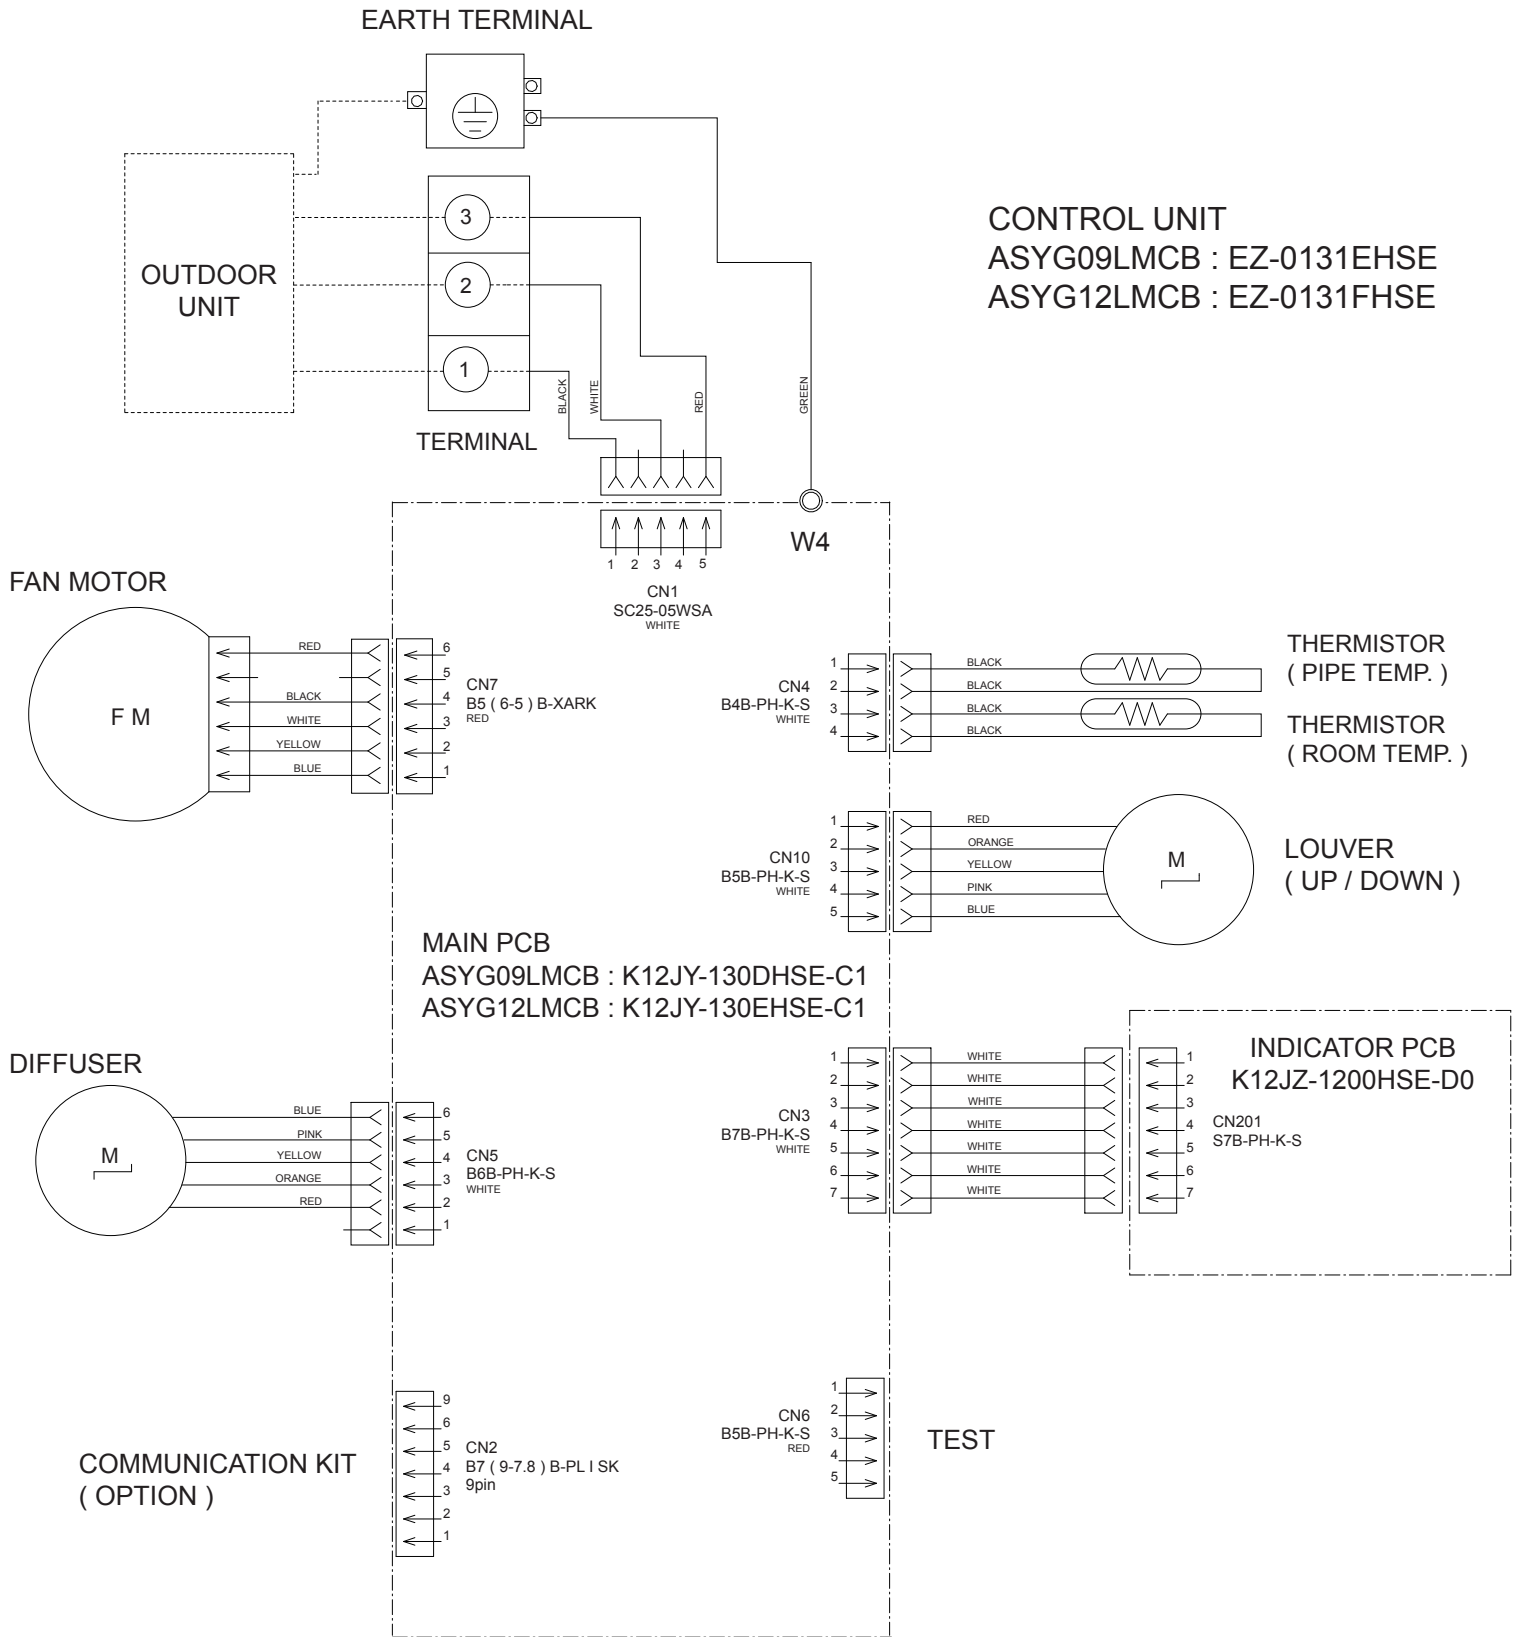 EARTH TERMINAL
3
2
1
OUTDOOR
UNIT
TERMINAL
BLACK
WHITE
RED
GREEN
CONTROL UNIT
ASYG09LMCB : EZ-0131EHSE
ASYG12LMCB : EZ-0131FHSE
W4
1 2 3 4 5
CN1
SC25-05WSA
WHITE
FAN MOTOR
F M
RED
BLACK
WHITE
YELLOW
BLUE
6
5
4
3
2
1
CN7
B5 ( 6-5 ) B-XARK
RED
1
2
3
4
CN4
B4B-PH-K-S
WHITE
BLACK
BLACK
BLACK
BLACK
THERMISTOR
( PIPE TEMP. )
THERMISTOR
( ROOM TEMP. )
1
2
3
4
5
CN10
B5B-PH-K-S
WHITE
RED
ORANGE
YELLOW
PINK
BLUE
M
LOUVER
( UP / DOWN )
MAIN PCB
ASYG09LMCB : K12JY-130DHSE-C1
ASYG12LMCB : K12JY-130EHSE-C1
DIFFUSER
M
BLUE
PINK
YELLOW
ORANGE
RED
6
5
4
3
2
1
CN5
B6B-PH-K-S
WHITE
1
2
3
4
5
6
7
CN3
B7B-PH-K-S
WHITE
WHITE
WHITE
WHITE
WHITE
WHITE
WHITE
WHITE
1
2
3
4
5
6
7
INDICATOR PCB
K12JZ-1200HSE-D0
CN201
S7B-PH-K-S
COMMUNICATION KIT
( OPTION )
9
6
5
4
3
2
1
CN2
B7 ( 9-7.8 ) B-PL I SK
9pin
1
2
3
4
5
CN6
B5B-PH-K-S
RED
TEST